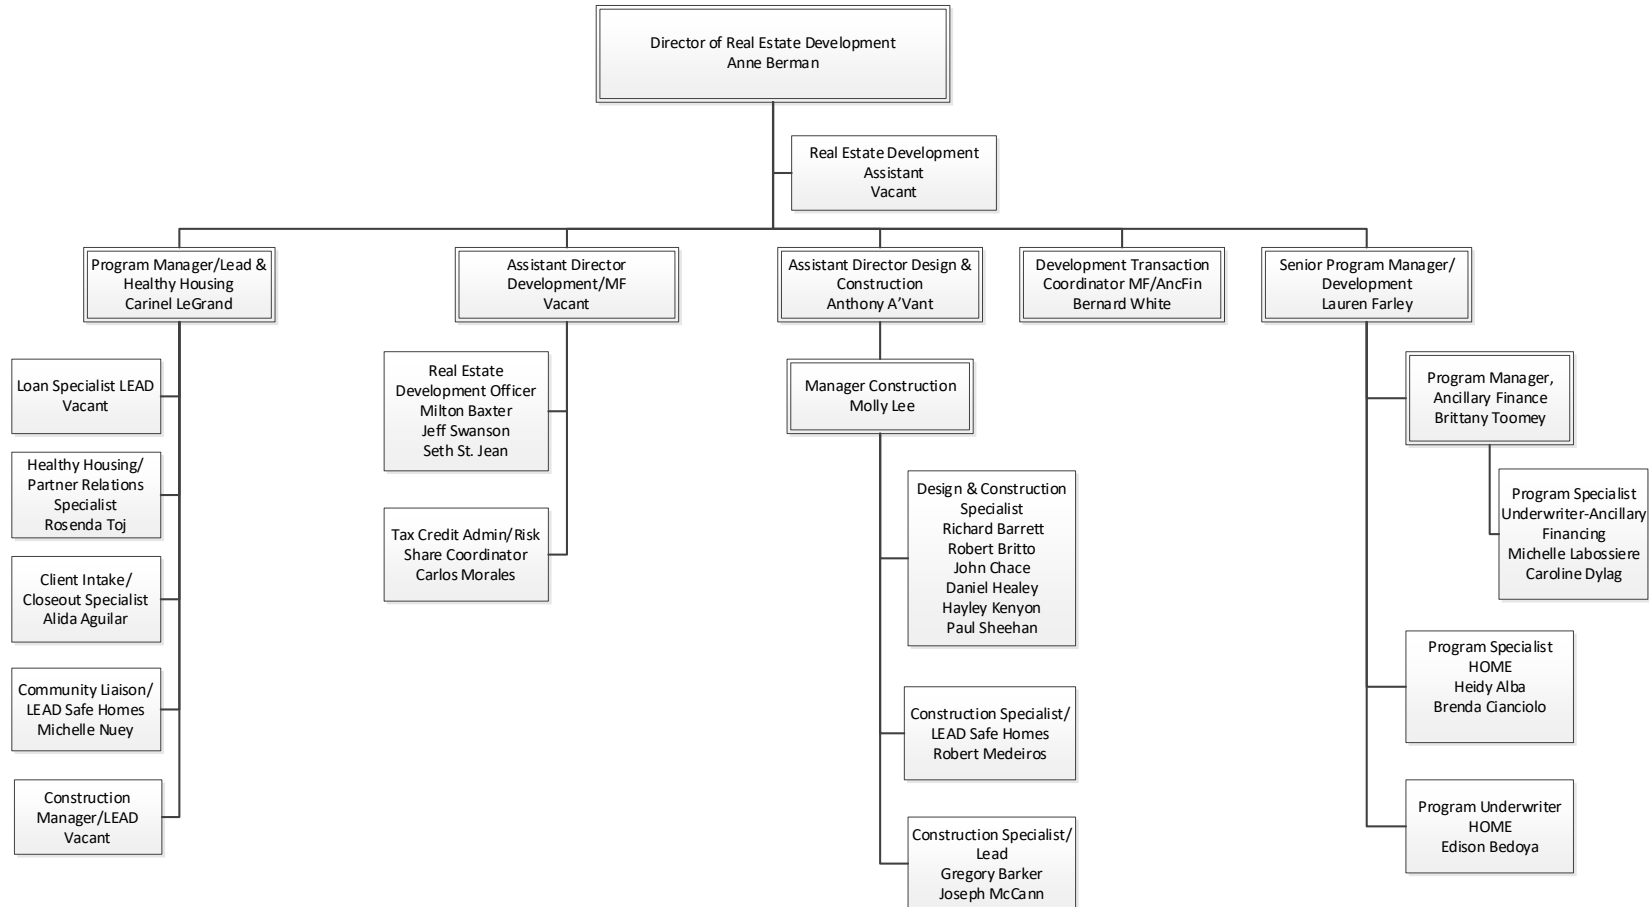 Director of Real Estate Development
Anne Berman
Real Estate Development
Assistant
Vacant
Program Manager/Lead &
Healthy Housing
Carinel LeGrand
Assistant Director
Development/MF
Vacant
Assistant Director Design &
Construction
Anthony A’Vant
Development Transaction
Coordinator MF/AncFin
Bernard White
Senior Program Manager/
Development
Lauren Farley
Loan Specialist LEAD
Vacant
Healthy Housing/
Partner Relations
Specialist
Rosenda Toj
Client Intake/
Closeout Specialist
Alida Aguilar
Community Liaison/
LEAD Safe Homes
Michelle Nuey
Construction
Manager/LEAD
Vacant
Real Estate
Development Officer
Milton Baxter
Jeff Swanson
Seth St. Jean
Tax Credit Admin/Risk
Share Coordinator
Carlos Morales
Manager Construction
Molly Lee
Design & Construction
Specialist
Richard Barrett
Robert Britto
John Chace
Daniel Healey
Hayley Kenyon
Paul Sheehan
Construction Specialist/
LEAD Safe Homes
Robert Medeiros
Construction Specialist/
Lead
Gregory Barker
Joseph McCann
Program Manager,
Ancillary Finance
Brittany Toomey
Program Specialist
Underwriter-Ancillary
Financing
Michelle Labossiere
Caroline Dylag
Program Specialist
HOME
Heidy Alba
Brenda Cianciolo
Program Underwriter
HOME
Edison Bedoya